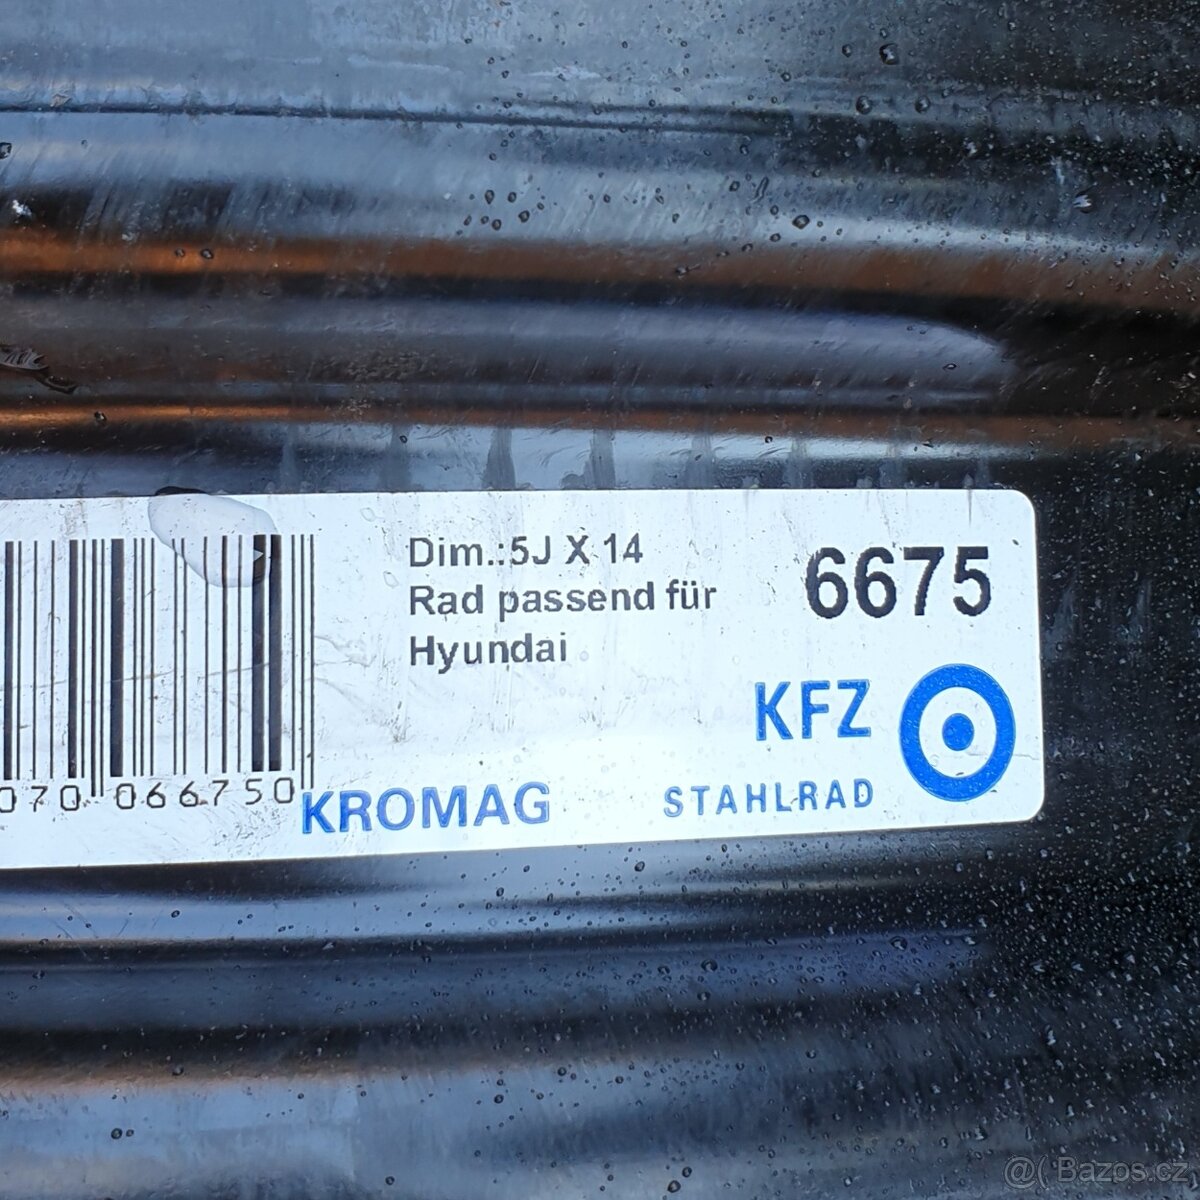 Dim.:5J X 14
Rad passend für
Hyundai
6675
KFZ
STAHLRAD
KROMAG
070 066750
@( Bazos.cz